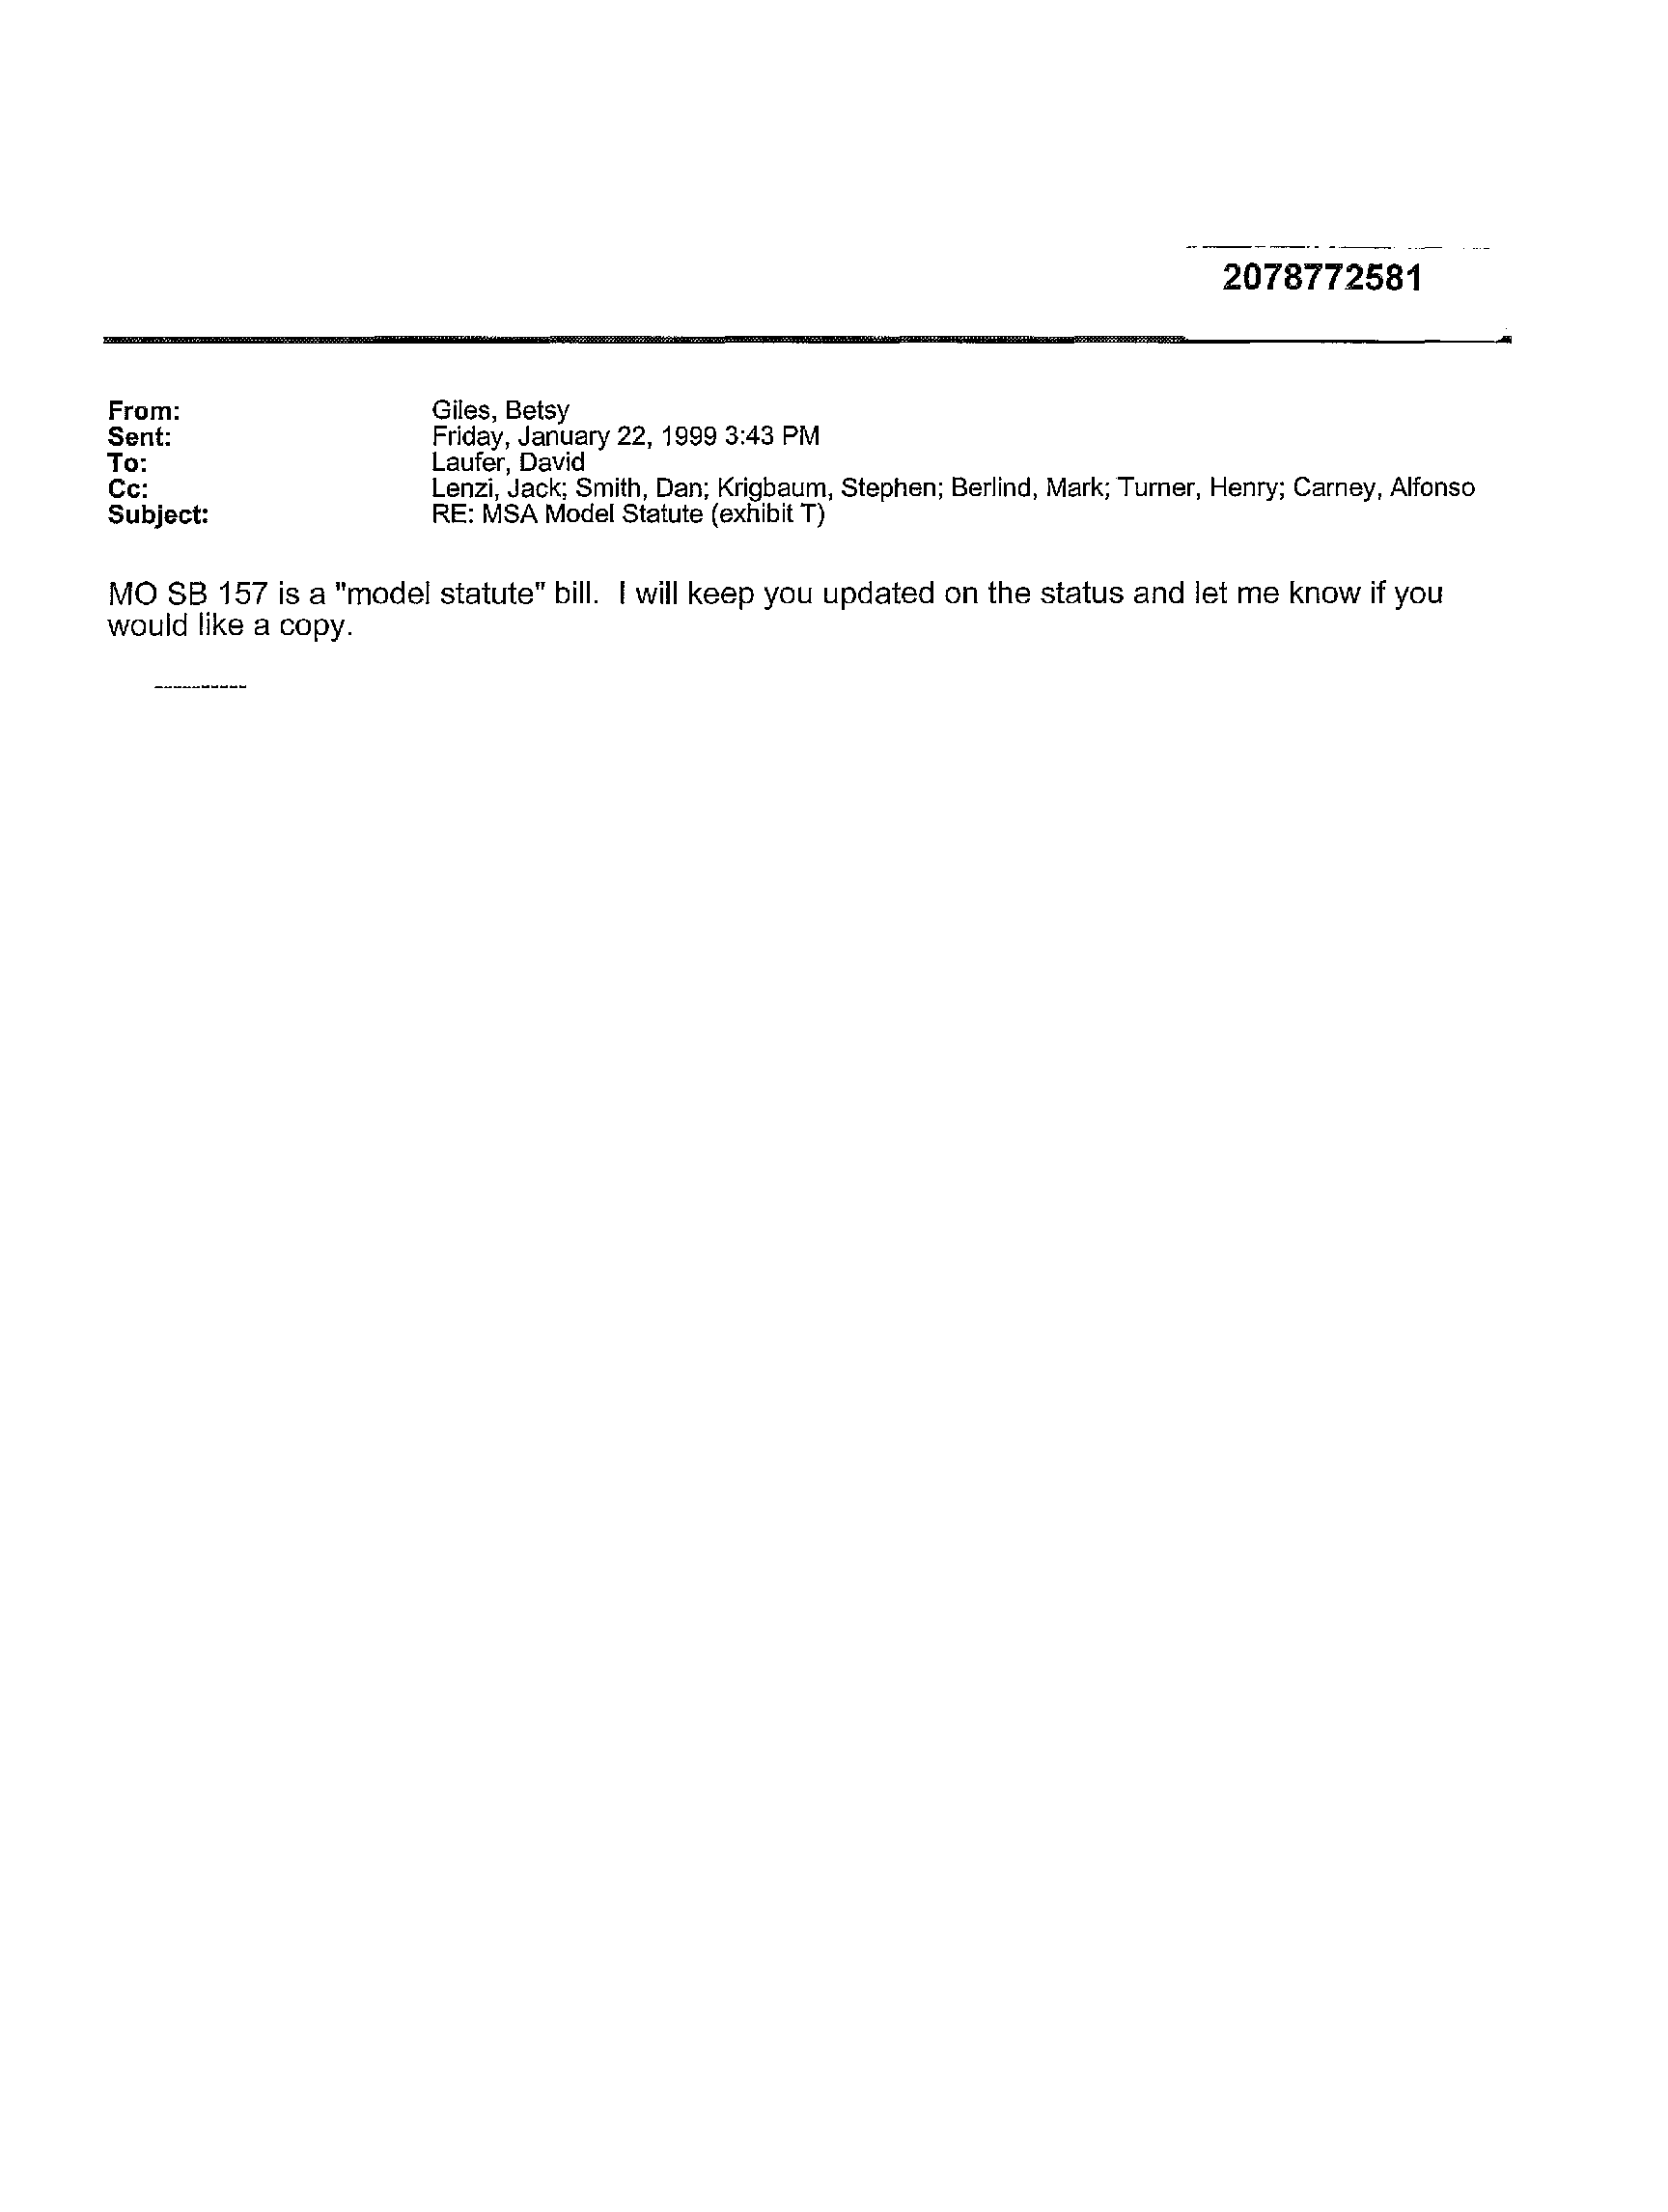 2078772581
From: Giles, Betsy
Sent: Friday, January 22, 1999 3:43 PM
To: Laufer, David
Cc: Lenzi, Jack; Smith, Dan; Krigbaum, Stephen; Berlind, Mark; Turner, Henry; Carney, Alfonso
Subject: RE: MSA Model Statute (exhibit T)
MO SB 157 is a "model statute" bill.  I will keep you updated on the status and let me know if you
would like a copy.
----------